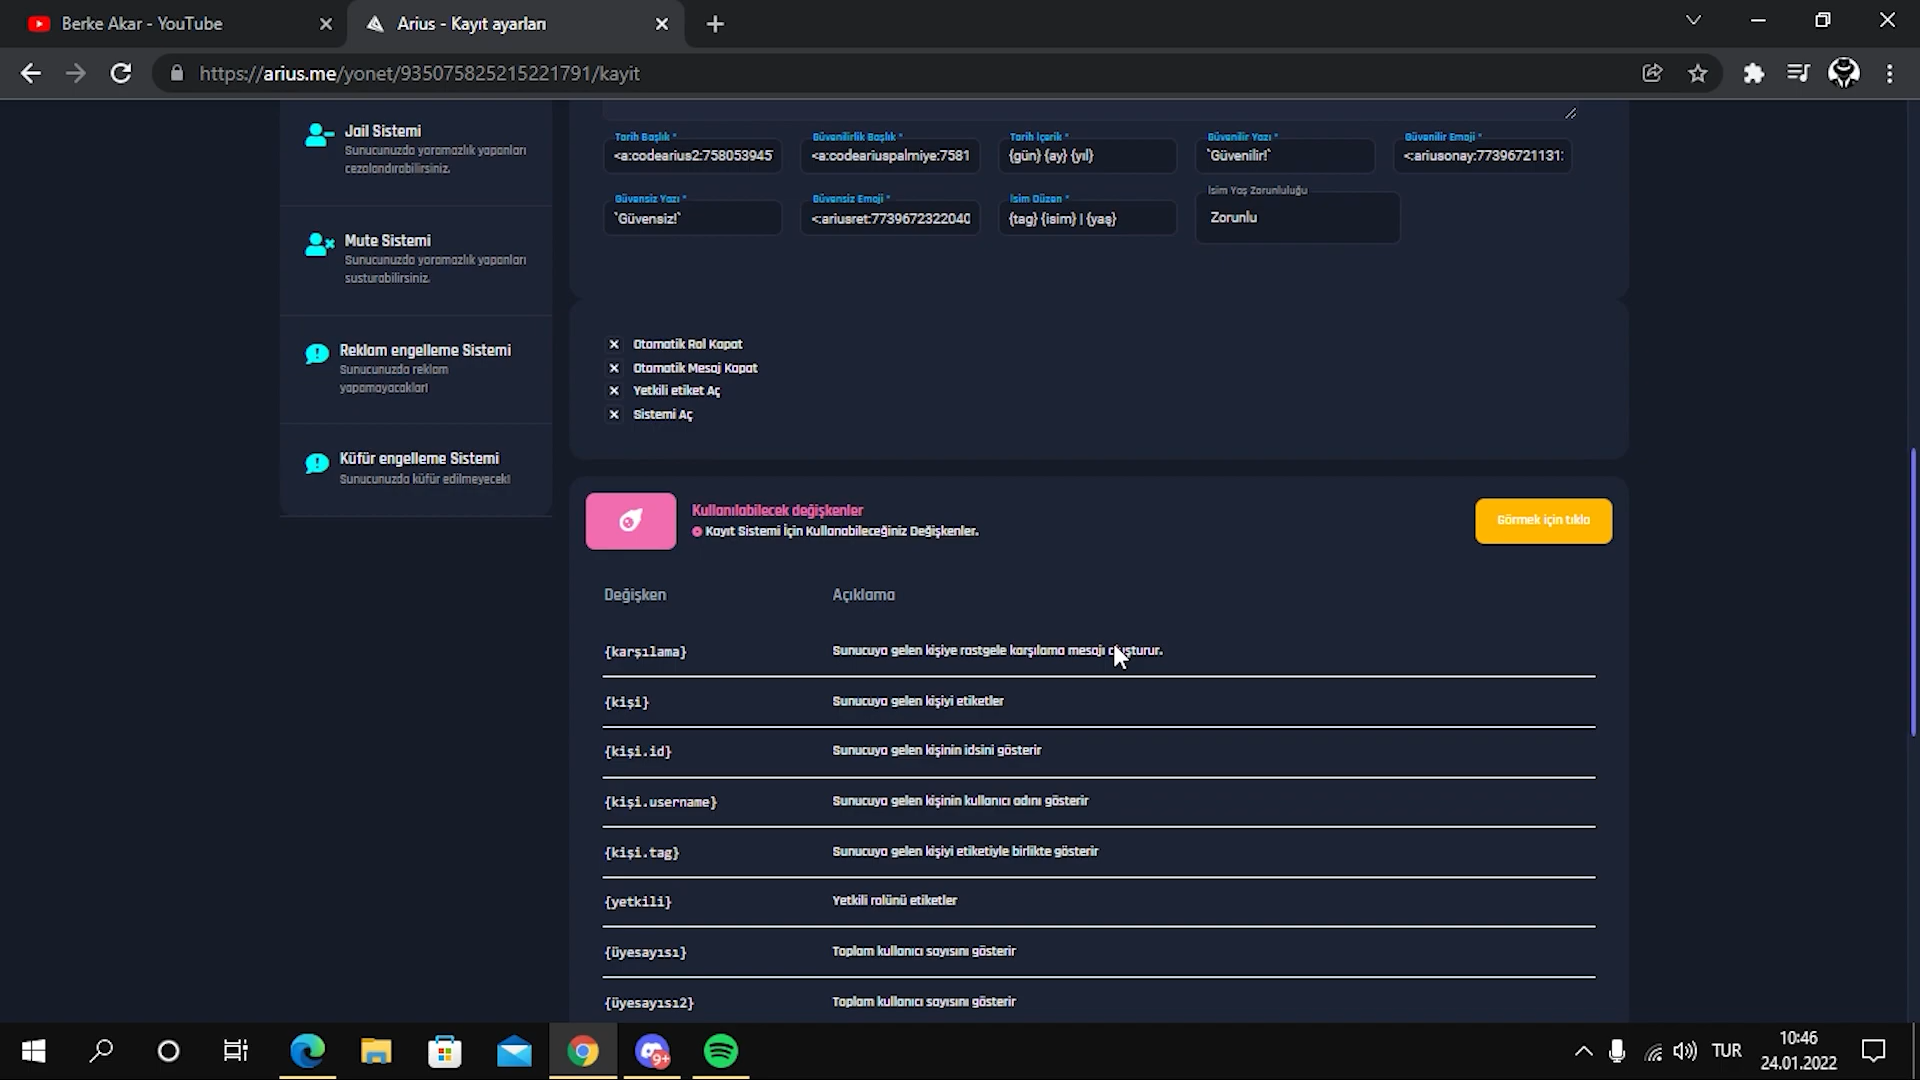 Berke Akar - YouTube
Arius - Kayıt ayarları
https://arius.me/yonet/935075825215221791/kayit
Jail Sistemi
Sunucunuzda yaramazlık yapanları
cezalandırabilirsiniz.
Mute Sistemi
Sunucunuzda yaramazlık yapanları
susturabilirsiniz.
Reklam engelleme Sistemi
Sunucunuzda reklam
yapamayacaklar!
Küfür engelleme Sistemi
Sunucunuzda küfür edilmeyecek!
Tarih Başlık *
Güvenilirlik Başlık *
Tarih İçerik *
Güvenilir Yazı *
Güvenilir Emoji *
<a:codearius2:758053945
<a:codeariuspalmiye:7581
{gün} {ay} {yıl}
`Güvenilir!`
<:ariusonay:77396721131:
Güvensiz Yazı *
Güvensiz Emoji *
İsim Düzen *
İsim Yaş Zorunluluğu
`Güvensiz!`
<:ariusret:7739672322040
{tag} {isim} | {yaş}
Zorunlu
Otomatik Rol Kapat
Otomatik Mesaj Kapat
Yetkili etiket Aç
Sistemi Aç
Kullanılabilecek değişkenler
Kayıt Sistemi İçin Kullanabileceğiniz Değişkenler.
Görmek için tıkla
Değişken
Açıklama
{karşılama}
Sunucuya gelen kişiye rastgele karşılama mesajı oluşturur.
{kişi}
Sunucuya gelen kişiyi etiketler
{kişi.id}
Sunucuya gelen kişinin idsini gösterir
{kişi.username}
Sunucuya gelen kişinin kullanıcı adını gösterir
{kişi.tag}
Sunucuya gelen kişiyi etiketiyle birlikte gösterir
{yetkili}
Yetkili rolünü etiketler
{üyesayısı}
Toplam kullanıcı sayısını gösterir
{üyesayısı2}
Toplam kullanıcı sayısını gösterir
9+
TUR
10:46
24.01.2022